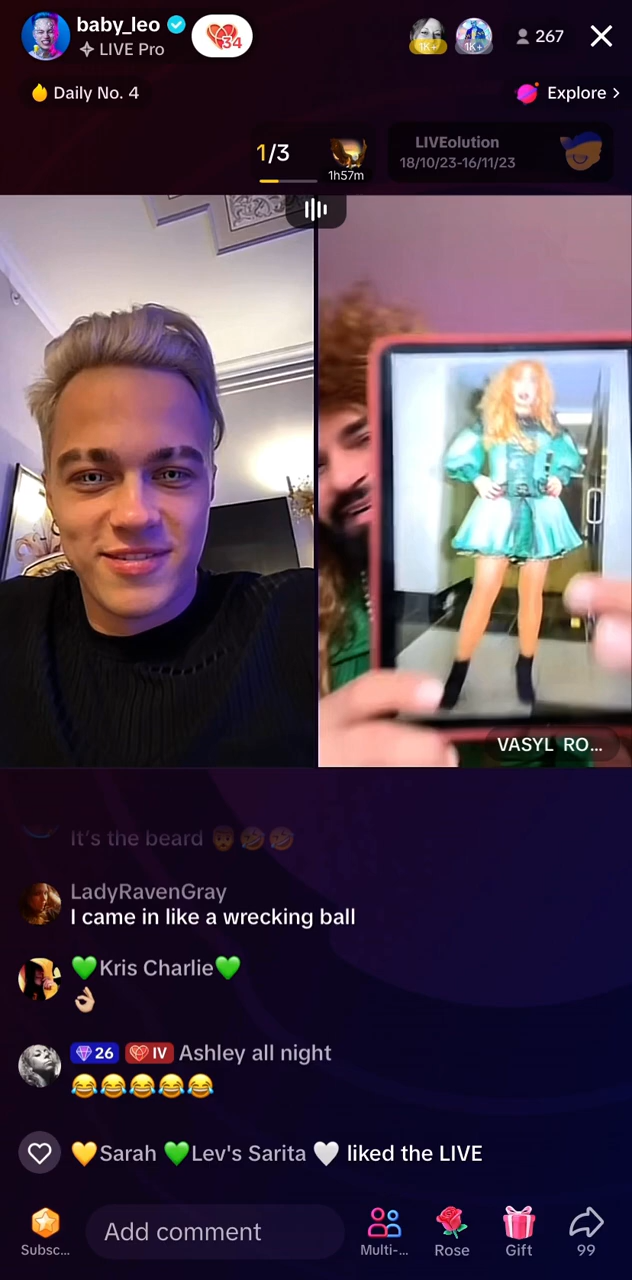 baby_leo
LIVE Pro
34
1K+
1K+
267
Daily No. 4
Explore >
1/3
1h57m
LIVEolution
18/10/23-16/11/23
VASYL RO...
It's the beard 🧔🤣🤣
LadyRavenGray
I came in like a wrecking ball
💚Kris Charlie💚
👌🏼
26 IV Ashley all night
😂😂😂😂😂
💛Sarah 💚Lev's Sarita 🤍 liked the LIVE
Subsc...
Add comment
Multi-...
Rose
Gift
99